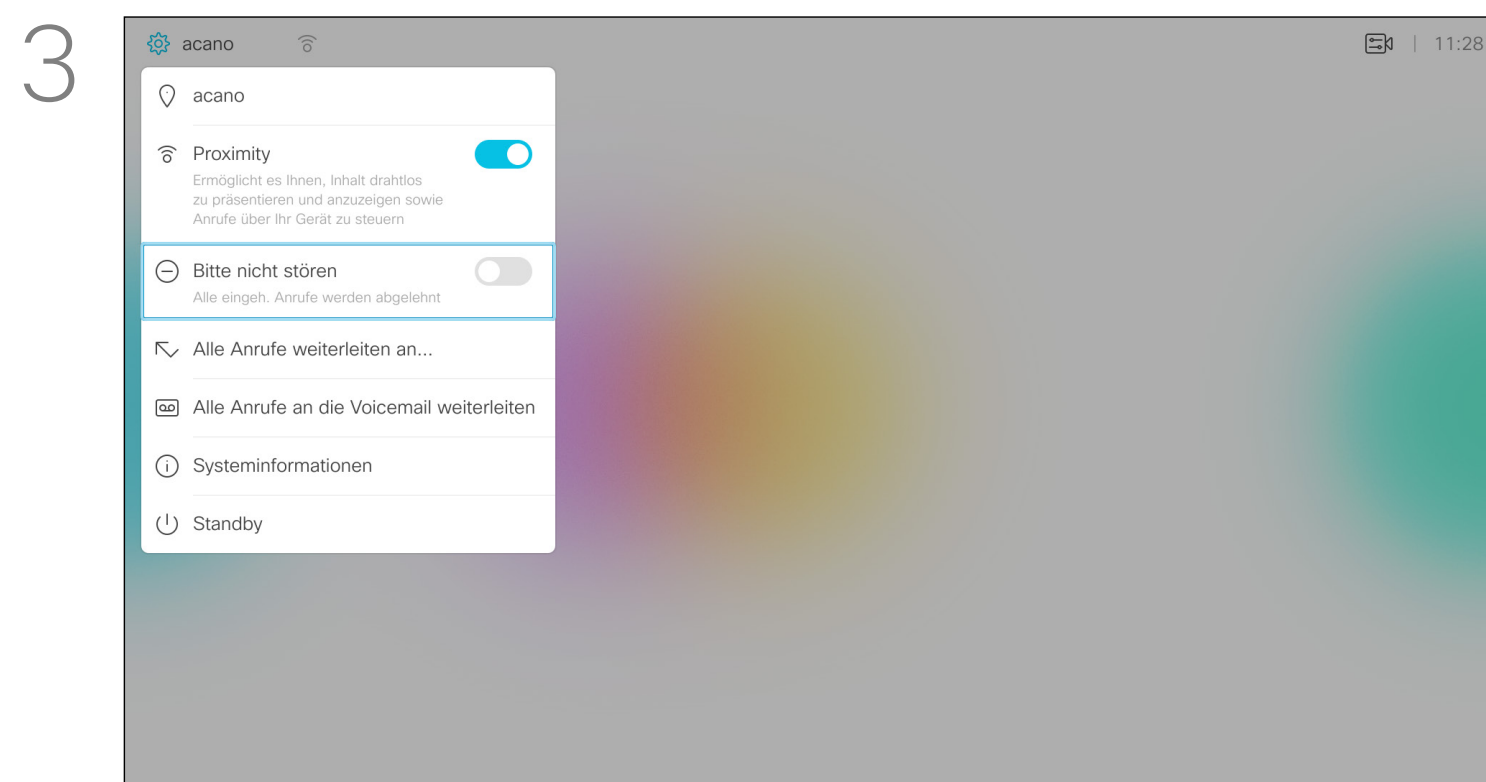 3
acano
11:28
acano
Proximity
Ermöglicht es Ihnen, Inhalt drahtlos
zu präsentieren und anzuzeigen sowie
Anrufe über Ihr Gerät zu steuern
Bitte nicht stören
Alle eingeh. Anrufe werden abgelehnt
Alle Anrufe weiterleiten an...
Alle Anrufe an die Voicemail weiterleiten
Systeminformationen
Standby